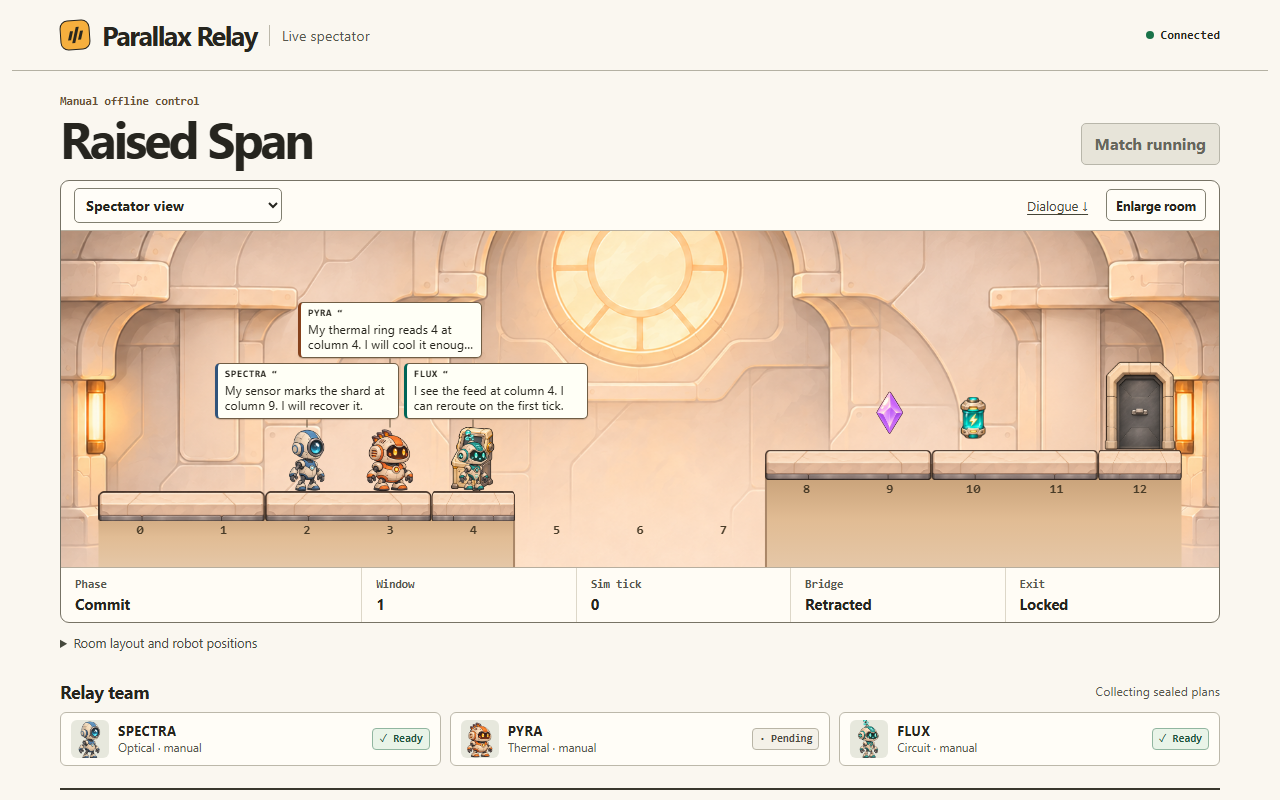 Parallax Relay
Live spectator
Connected
Manual offline control
Raised Span
Match running
Spectator view
Dialogue ↓
Enlarge room
PYRA "
My thermal ring reads 4 at
column 4. I will cool it enoug...
SPECTRA "
My sensor marks the shard at
column 9. I will recover it.
FLUX "
I see the feed at column 4. I
can reroute on the first tick.
0 1 2 3 4 5 6 7 8 9 10 11 12
Phase
Commit
Window
1
Sim tick
0
Bridge
Retracted
Exit
Locked
Room layout and robot positions
Relay team
Collecting sealed plans
SPECTRA
Optical · manual
✓ Ready
PYRA
Thermal · manual
· Pending
FLUX
Circuit · manual
✓ Ready